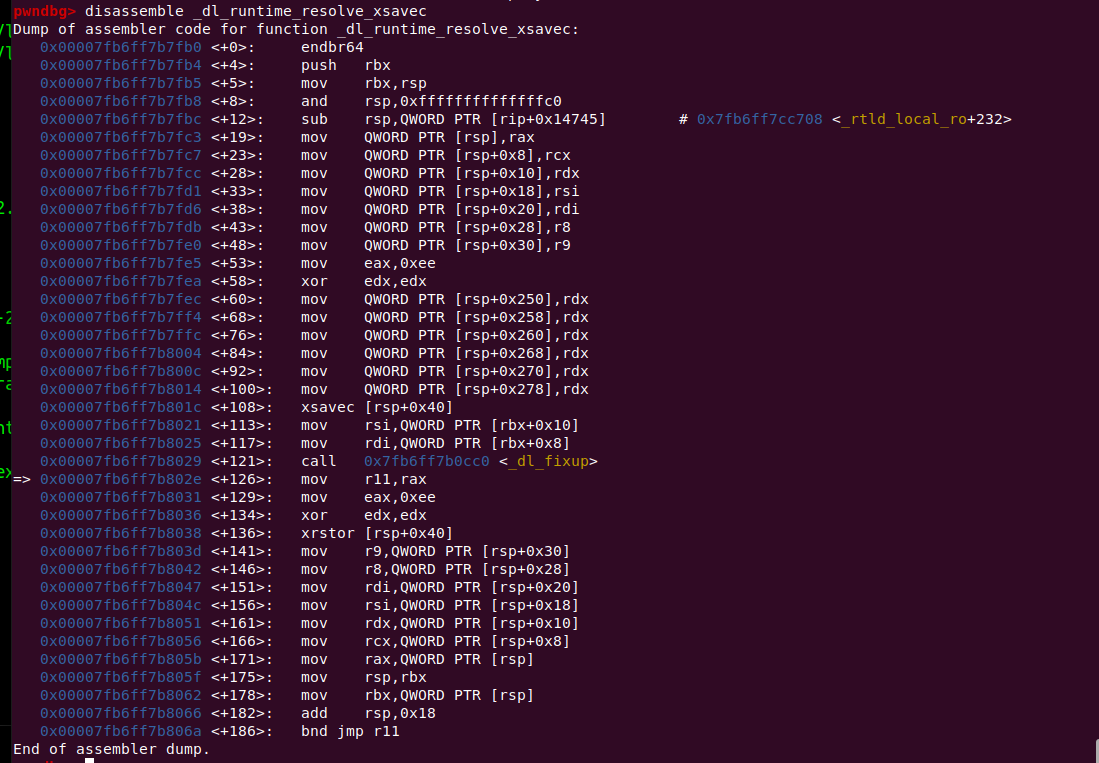 pwndbg> disassemble _dl_runtime_resolve_xsavec
Dump of assembler code for function _dl_runtime_resolve_xsavec:
0x00007fb6ff7b7fb0 <+0>: endbr64
0x00007fb6ff7b7fb4 <+4>: push rbx
0x00007fb6ff7b7fb5 <+5>: mov rbx,rsp
0x00007fb6ff7b7fb8 <+8>: and rsp,0xffffffffffffffc0
0x00007fb6ff7b7fbc <+12>: sub rsp,QWORD PTR [rip+0x14745] # 0x7fb6ff7cc708 <_rtld_local_ro+232>
0x00007fb6ff7b7fc3 <+19>: mov QWORD PTR [rsp],rax
0x00007fb6ff7b7fc7 <+23>: mov QWORD PTR [rsp+0x8],rcx
0x00007fb6ff7b7fcc <+28>: mov QWORD PTR [rsp+0x10],rdx
0x00007fb6ff7b7fd1 <+33>: mov QWORD PTR [rsp+0x18],rsi
0x00007fb6ff7b7fd6 <+38>: mov QWORD PTR [rsp+0x20],rdi
0x00007fb6ff7b7fdb <+43>: mov QWORD PTR [rsp+0x28],r8
0x00007fb6ff7b7fe0 <+48>: mov QWORD PTR [rsp+0x30],r9
0x00007fb6ff7b7fe5 <+53>: mov eax,0xee
0x00007fb6ff7b7fea <+58>: xor edx,edx
0x00007fb6ff7b7fec <+60>: mov QWORD PTR [rsp+0x250],rdx
0x00007fb6ff7b7ff4 <+68>: mov QWORD PTR [rsp+0x258],rdx
0x00007fb6ff7b7ffc <+76>: mov QWORD PTR [rsp+0x260],rdx
0x00007fb6ff7b8004 <+84>: mov QWORD PTR [rsp+0x268],rdx
0x00007fb6ff7b800c <+92>: mov QWORD PTR [rsp+0x270],rdx
0x00007fb6ff7b8014 <+100>: mov QWORD PTR [rsp+0x278],rdx
0x00007fb6ff7b801c <+108>: xsavec [rsp+0x40]
0x00007fb6ff7b8021 <+113>: mov rsi,QWORD PTR [rbx+0x10]
0x00007fb6ff7b8025 <+117>: mov rdi,QWORD PTR [rbx+0x8]
0x00007fb6ff7b8029 <+121>: call 0x7fb6ff7b0cc0 <_dl_fixup>
=> 0x00007fb6ff7b802e <+126>: mov r11,rax
0x00007fb6ff7b8031 <+129>: mov eax,0xee
0x00007fb6ff7b8036 <+134>: xor edx,edx
0x00007fb6ff7b8038 <+136>: xrstor [rsp+0x40]
0x00007fb6ff7b803d <+141>: mov r9,QWORD PTR [rsp+0x30]
0x00007fb6ff7b8042 <+146>: mov r8,QWORD PTR [rsp+0x28]
0x00007fb6ff7b8047 <+151>: mov rdi,QWORD PTR [rsp+0x20]
0x00007fb6ff7b804c <+156>: mov rsi,QWORD PTR [rsp+0x18]
0x00007fb6ff7b8051 <+161>: mov rdx,QWORD PTR [rsp+0x10]
0x00007fb6ff7b8056 <+166>: mov rcx,QWORD PTR [rsp+0x8]
0x00007fb6ff7b805b <+171>: mov rax,QWORD PTR [rsp]
0x00007fb6ff7b805f <+175>: mov rsp,rbx
0x00007fb6ff7b8062 <+178>: mov rbx,QWORD PTR [rsp]
0x00007fb6ff7b8066 <+182>: add rsp,0x18
0x00007fb6ff7b806a <+186>: bnd jmp r11
End of assembler dump.